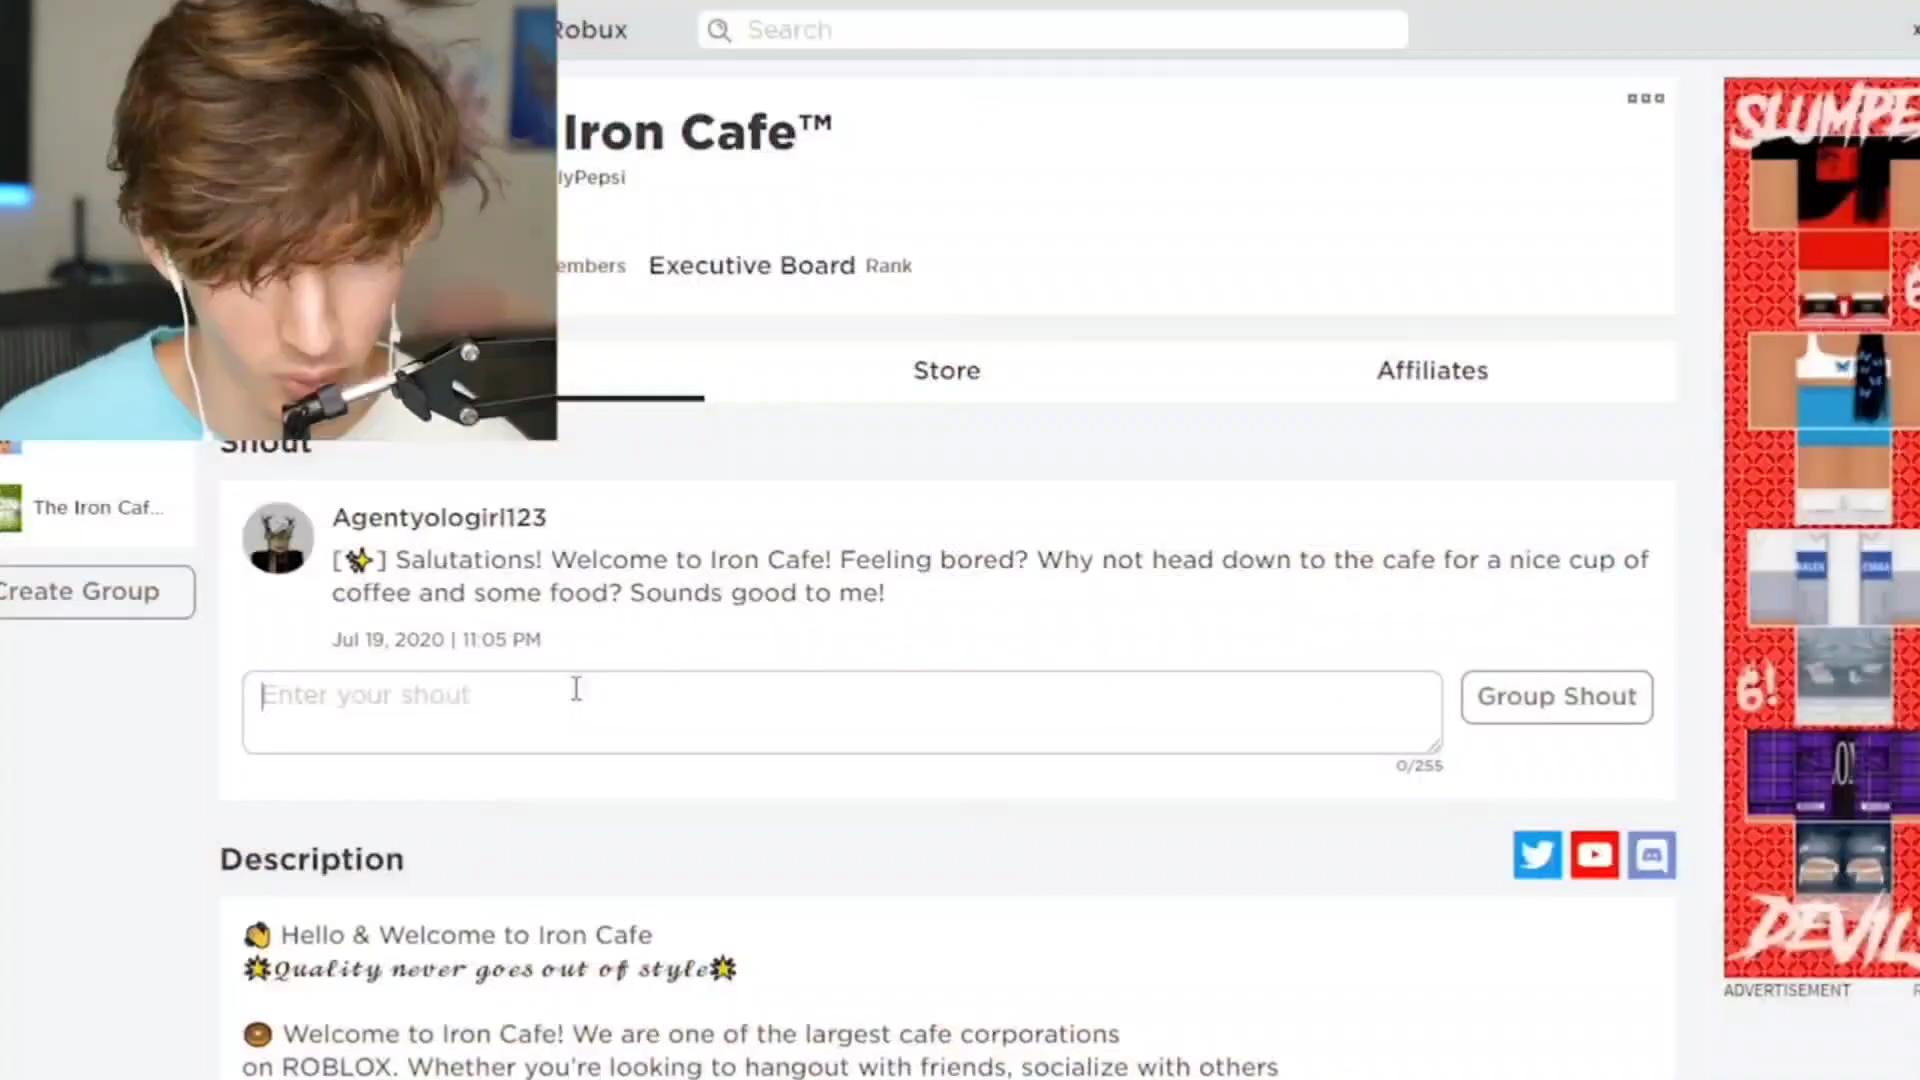 Robux
Search
Iron Cafe™
lyPepsi
embers Executive Board Rank
Store
Affiliates
Shout
The Iron Caf...
Create Group
Agentyologirl123
[✨] Salutations! Welcome to Iron Cafe! Feeling bored? Why not head down to the cafe for a nice cup of
coffee and some food? Sounds good to me!
Jul 19, 2020 | 11:05 PM
Enter your shout
Group Shout
0/255
Description
👋 Hello & Welcome to Iron Cafe
🌟𝓠𝓾𝓪𝓵𝓲𝓽𝔂 𝓷𝓮𝓿𝓮𝓻 𝓰𝓸𝓮𝓼 𝓸𝓾𝓽 𝓸𝓯 𝓼𝓽𝔂𝓵𝓮🌟
🍩 Welcome to Iron Cafe! We are one of the largest cafe corporations
on ROBLOX. Whether you're looking to hangout with friends, socialize with others
SLUMPE
6!
DEVIL
ADVERTISEMENT